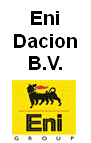 Eni
Dacion
B.V.
Eni
GROUP